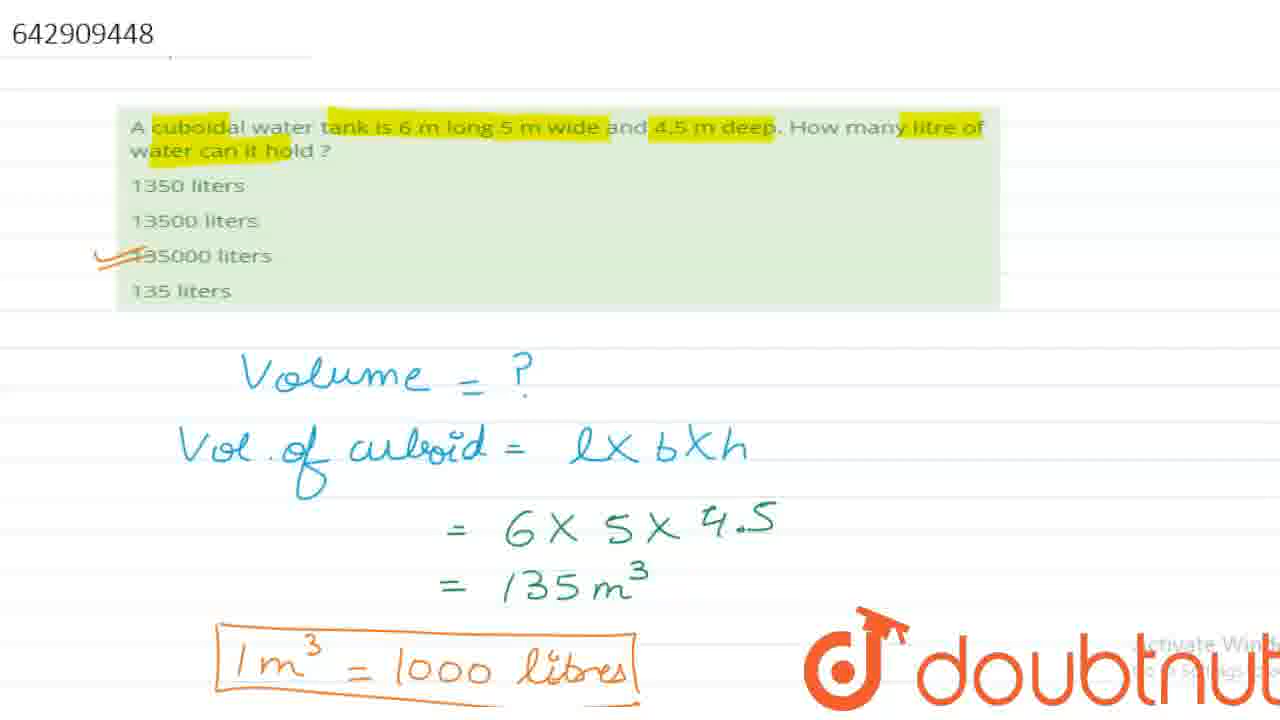 642909448
A cuboidal water tank is 6 m long 5 m wide and 4.5 m deep. How many litre of
water can it hold ?
1350 liters
13500 liters
135000 liters
135 liters
Volume = ?
Vol. of cuboid = l X b X h
= 6 X 5 X 4.5
= 135 m³
1 m³ = 1000 litres
doubtnut